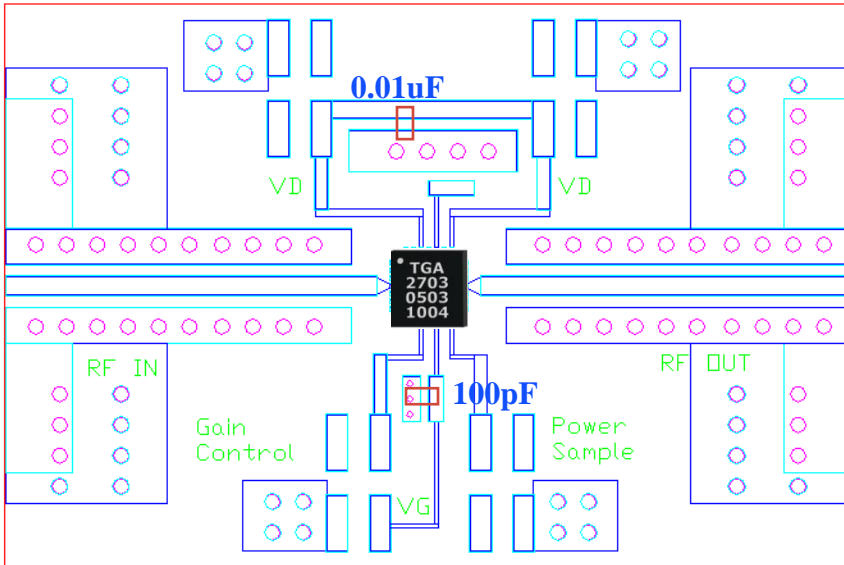 0.01uF
VD
VD
TGA
2703
0503
1004
RF IN
RF OUT
100pF
Gain
Control
Power
Sample
VG